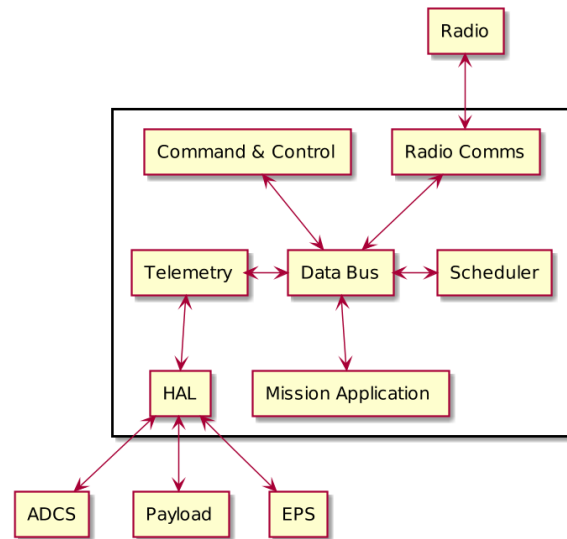 Radio
Command & Control
Radio Comms
Telemetry
Data Bus
Scheduler
HAL
Mission Application
ADCS
Payload
EPS